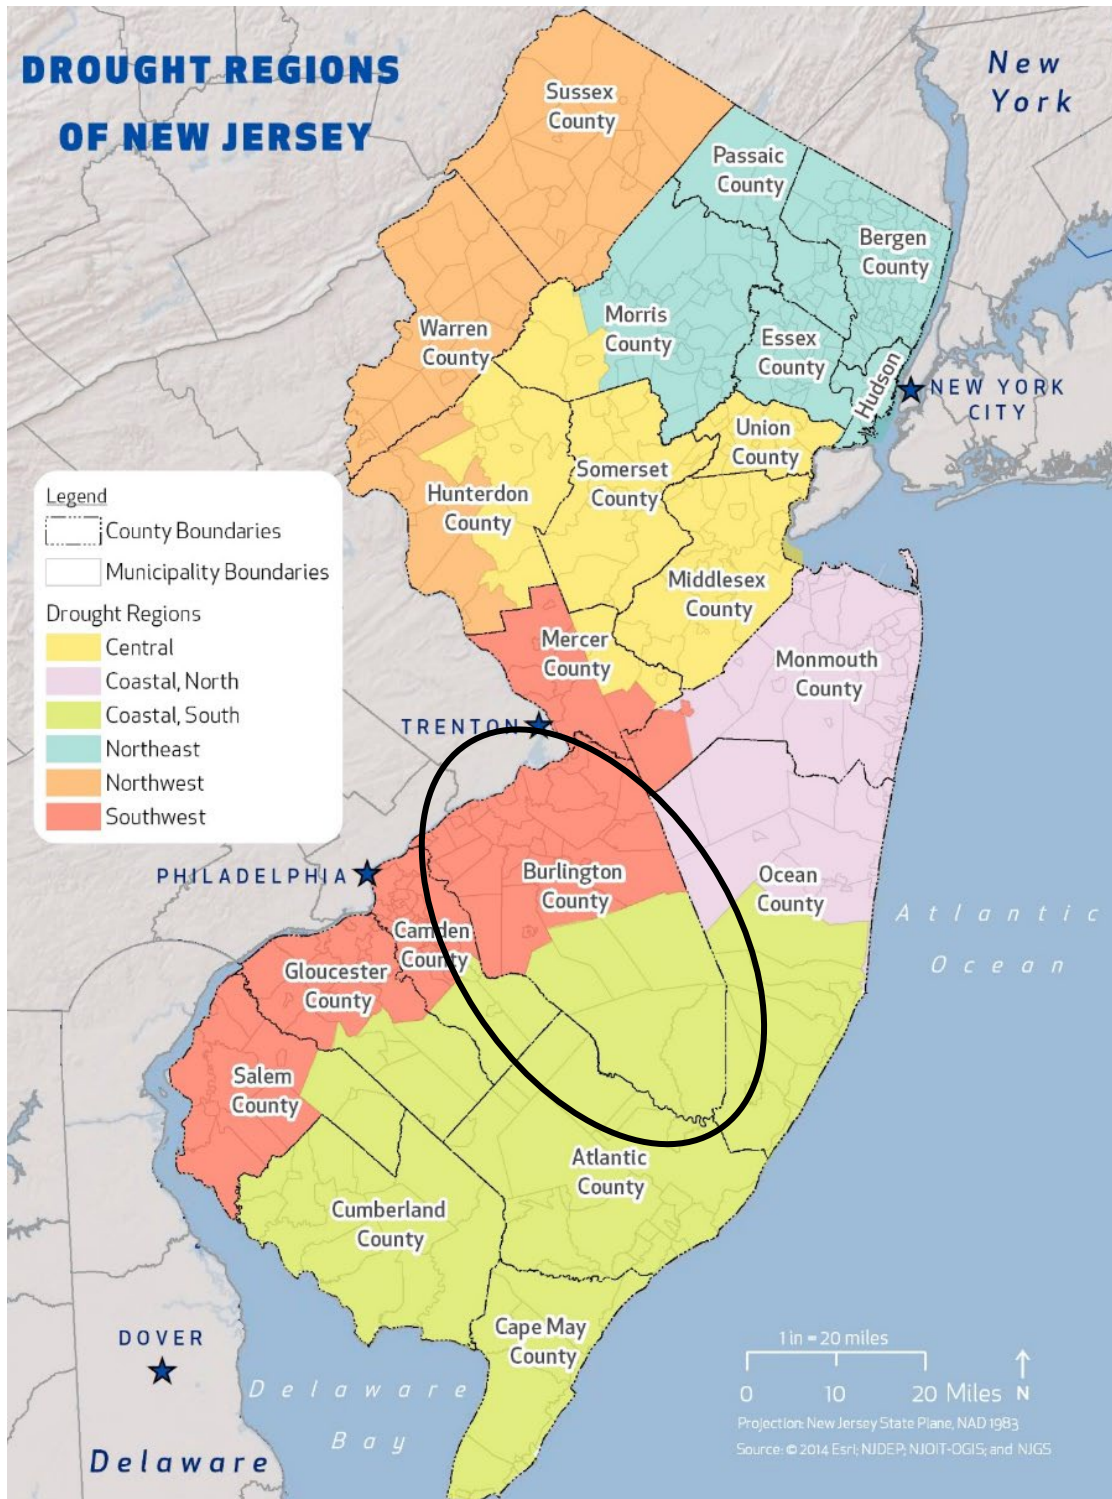 DROUGHT REGIONS
OF NEW JERSEY
New
York
Sussex
County
Passaic
County
Bergen
County
Morris
County
Essex
County
Hudson
Warren
County
NEW YORK
CITY
Union
County
Somerset
County
Hunterdon
County
Middlesex
County
Mercer
County
Monmouth
County
Legend
County Boundaries
Municipality Boundaries
Drought Regions
Central
Coastal, North
Coastal, South
Northeast
Northwest
Southwest
TRENTON
PHILADELPHIA
Burlington
County
Ocean
County
Camden
County
Gloucester
County
Salem
County
Atlantic
Ocean
Atlantic
County
Cumberland
County
Cape May
County
DOVER
Delaware
Bay
Delaware
1 in = 20 miles
0 10 20 Miles N
Projection: New Jersey State Plane, NAD 1983
Source: © 2014 Esri; NJDEP; NJOIT-OGIS; and NJGS